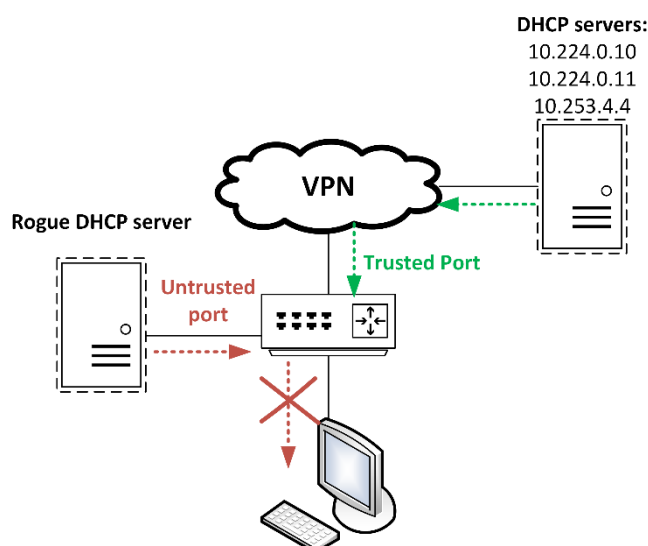 DHCP servers:
10.224.0.10
10.224.0.11
10.253.4.4
VPN
Rogue DHCP server
Trusted Port
Untrusted
port